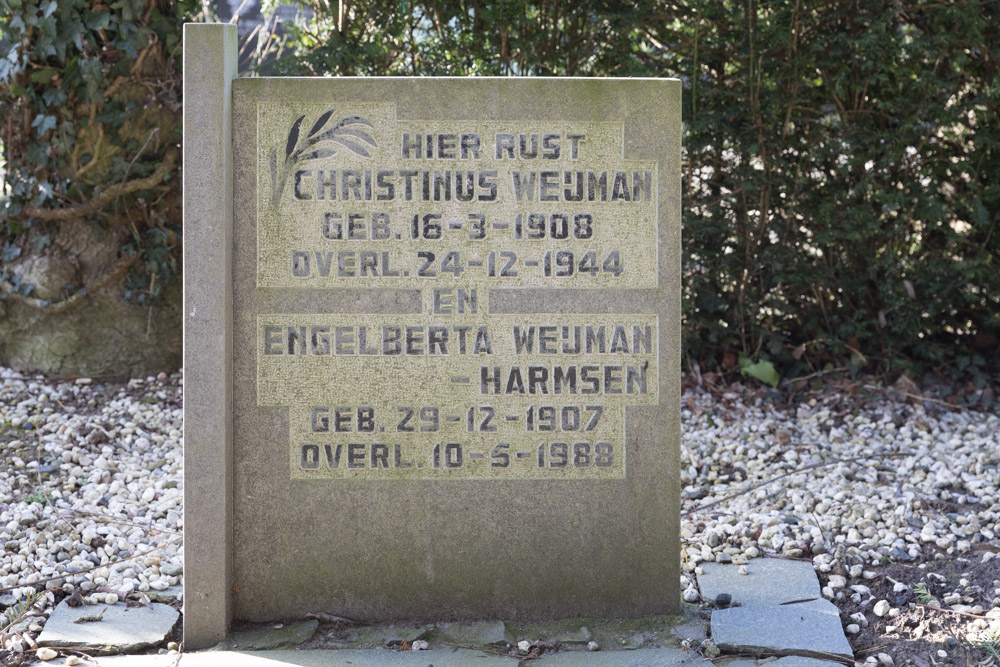 HIER RUST
CHRISTINUS WEIJMAN
GEB. 16-3-1908
OVERL. 24-12-1944
EN
ENGELBERTA WEIJMAN
-HARMSEN
GEB. 29-12-1907
OVERL. 10-5-1988